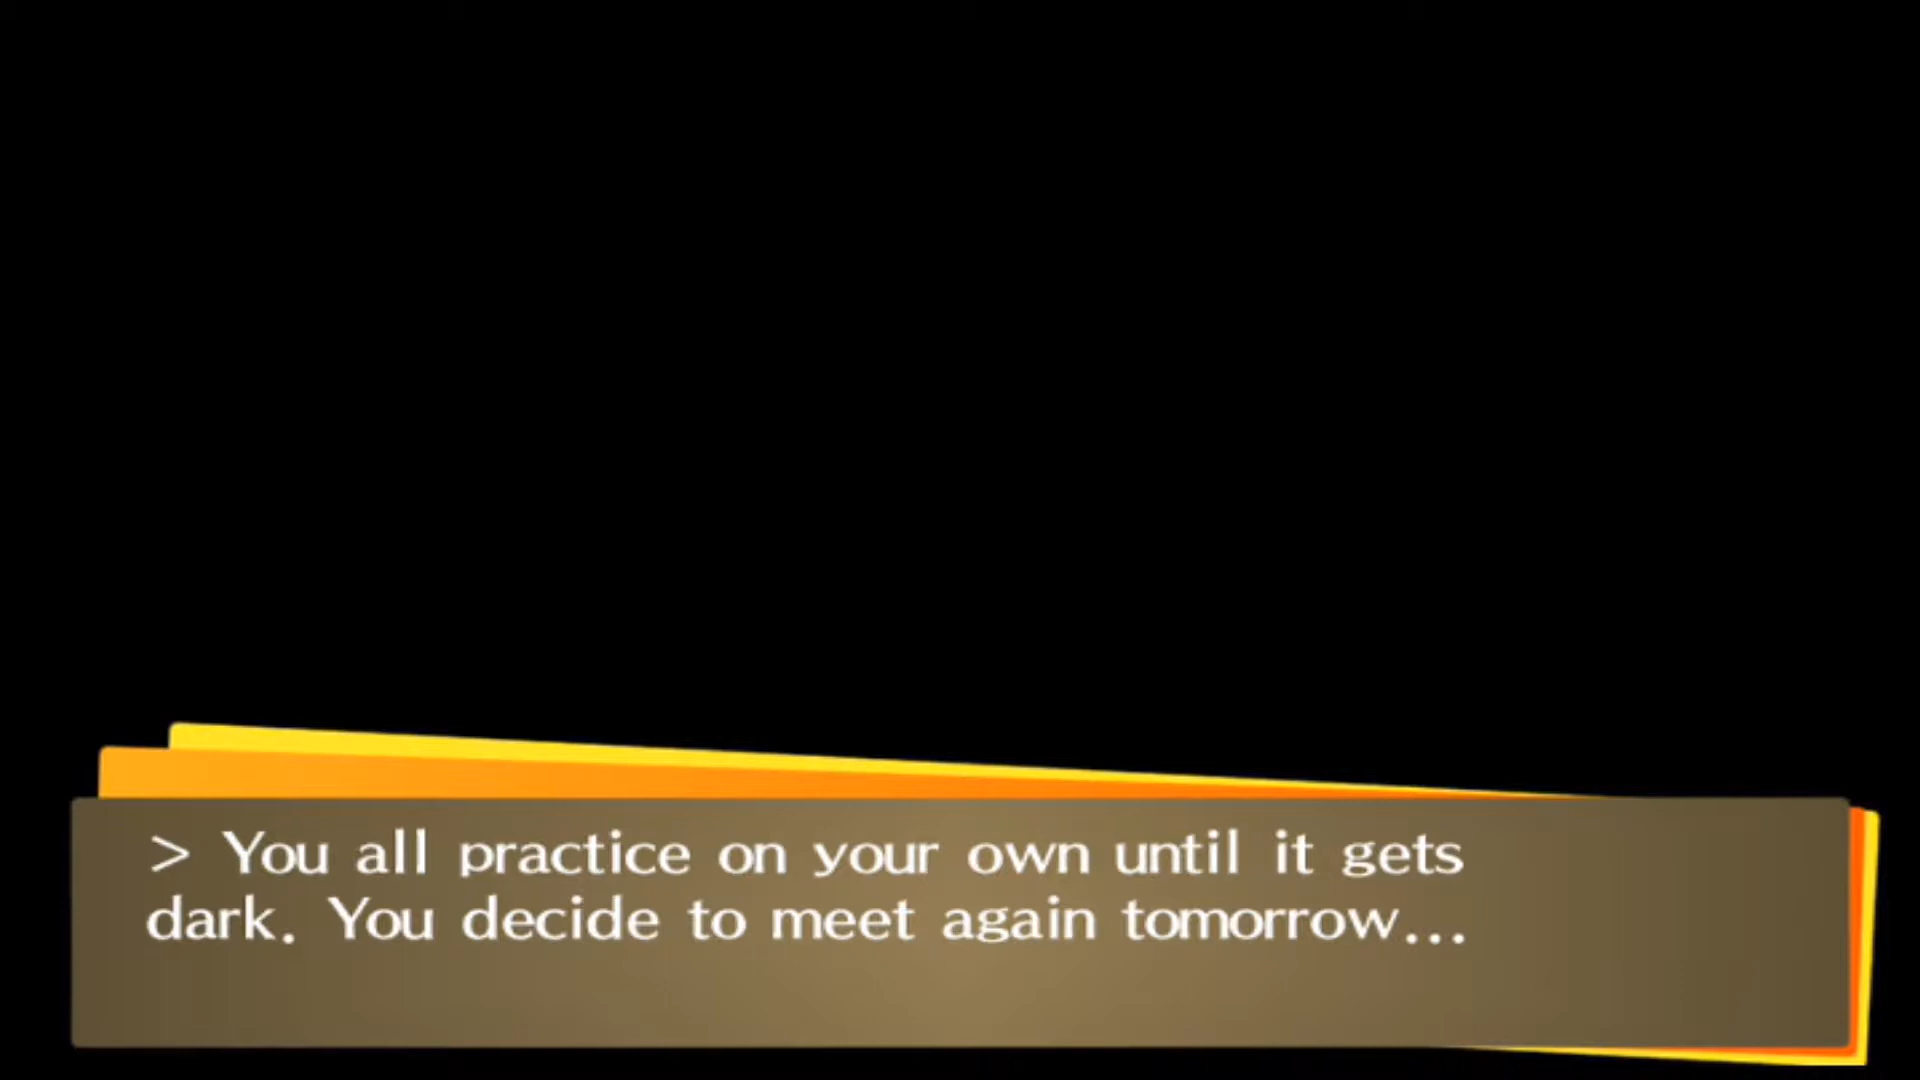 > You all practice on your own until it gets
dark. You decide to meet again tomorrow...